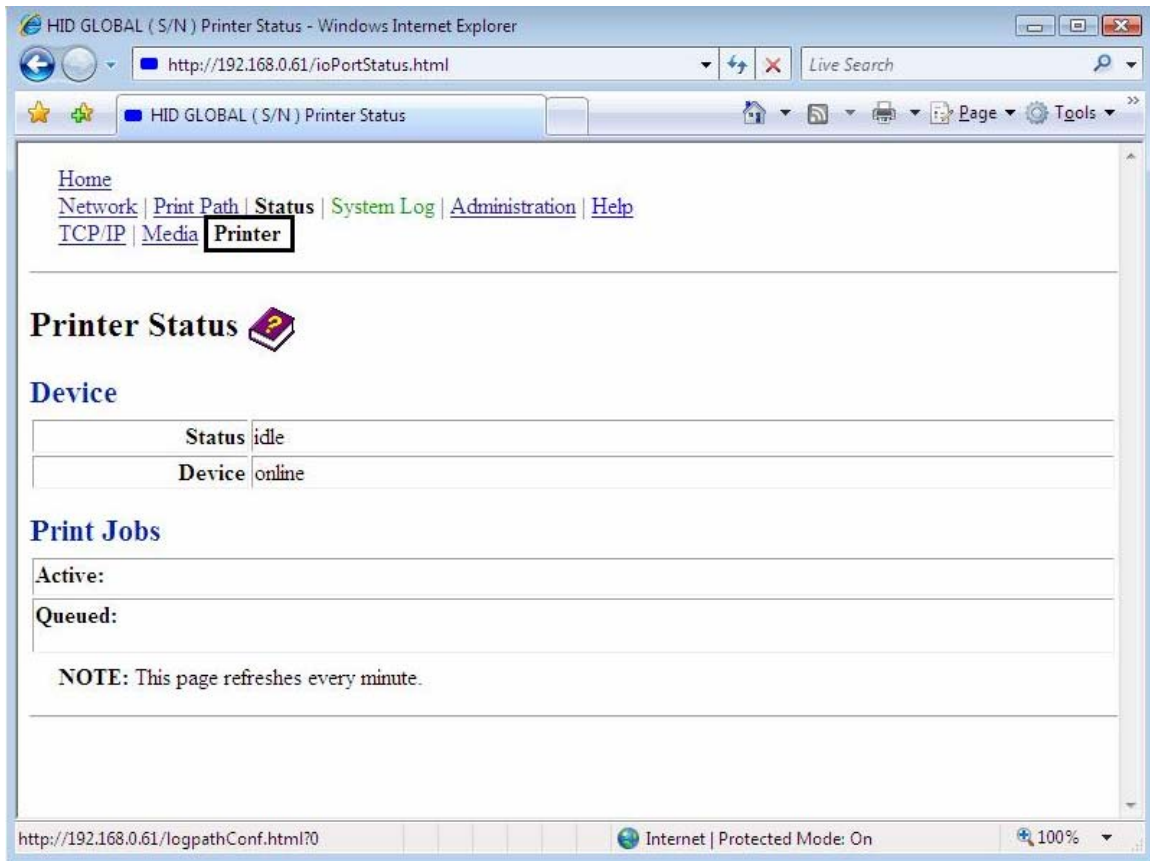 HID GLOBAL ( S/N ) Printer Status - Windows Internet Explorer
http://192.168.0.61/ioPortStatus.html
Live Search
HID GLOBAL ( S/N ) Printer Status
Page
Tools
Home
Network | Print Path | Status | System Log | Administration | Help
TCP/IP | Media Printer
Printer Status
Device
Status idle
Device online
Print Jobs
Active:
Queued:
NOTE: This page refreshes every minute.
http://192.168.0.61/logpathConf.html?0
Internet | Protected Mode: On
100%